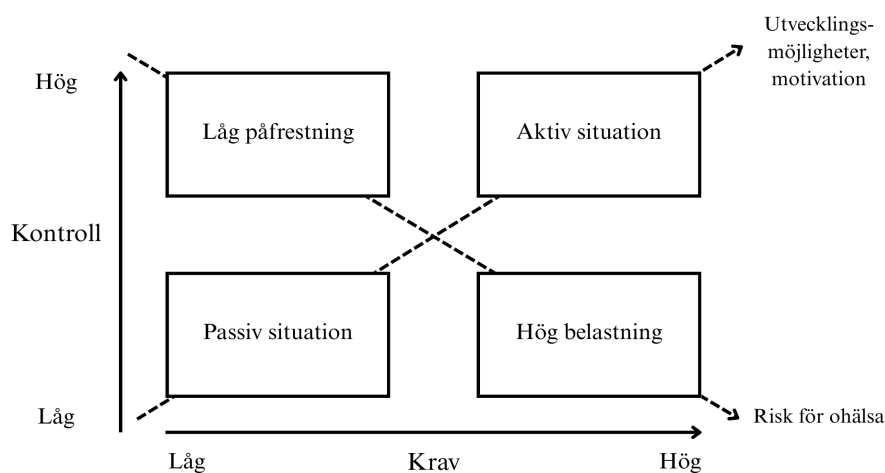 Utvecklings-
möjligheter,
motivation
Hög
Låg påfrestning
Aktiv situation
Kontroll
Passiv situation
Hög belastning
Låg
Risk för ohälsa
Låg
Krav
Hög